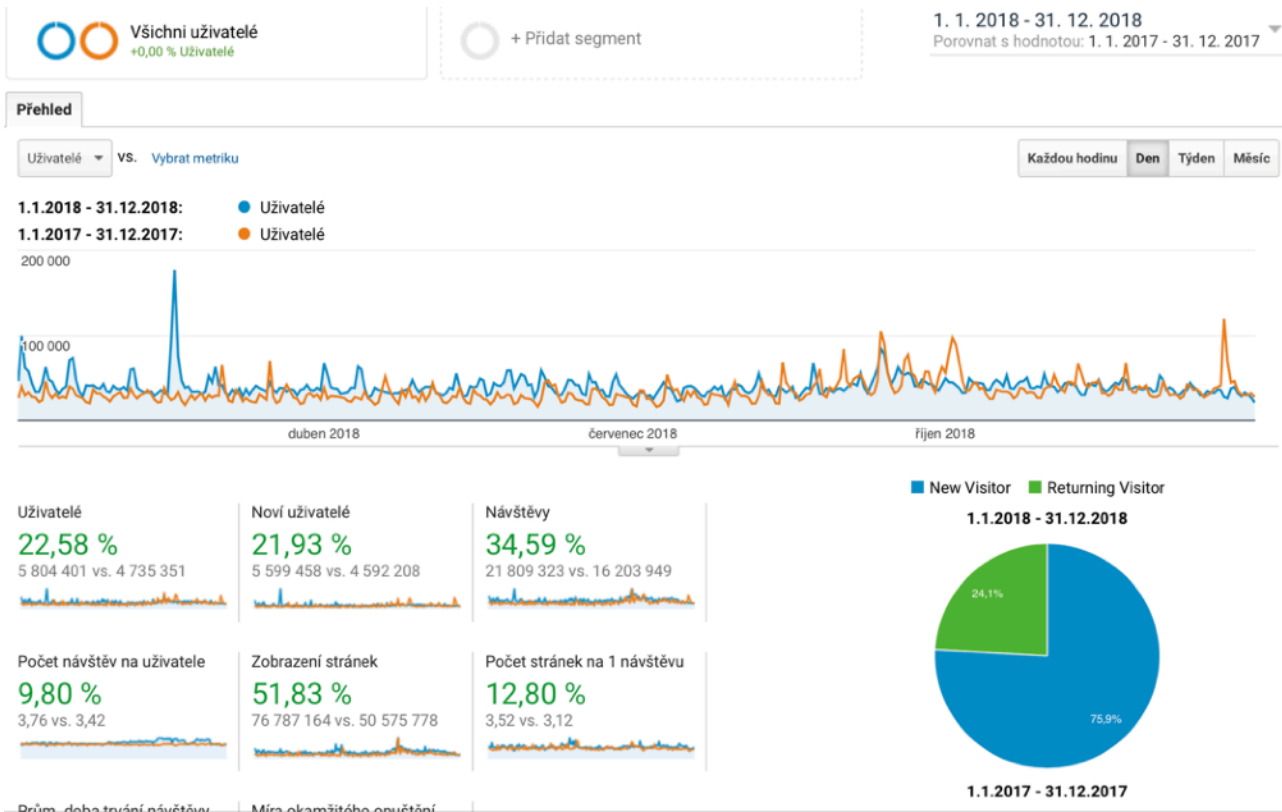 Všichni uživatelé
+0,00 % Uživatelé
+ Přidat segment
1. 1. 2018 - 31. 12. 2018
Porovnat s hodnotou: 1. 1. 2017 - 31. 12. 2017
Přehled
Uživatelé VS. Vybrat metriku
Každou hodinu Den Týden Měsíc
1.1.2018 - 31.12.2018: Uživatelé
1.1.2017 - 31.12.2017: Uživatelé
200 000
100 000
duben 2018 červenec 2018 říjen 2018
New Visitor Returning Visitor
1.1.2018 - 31.12.2018
24,1%
75,9%
1.1.2017 - 31.12.2017
Uživatelé Noví uživatelé Návštěvy
22,58 % 21,93 % 34,59 %
5 804 401 vs. 4 735 351 5 599 458 vs. 4 592 208 21 809 323 vs. 16 203 949
Počet návštěv na uživatele Zobrazení stránek Počet stránek na 1 návštěvu
9,80 % 51,83 % 12,80 %
3,76 vs. 3,42 76 787 164 vs. 50 575 778 3,52 vs. 3,12
Prům. doba trvání návštěvy Míra okamžitého opuštění